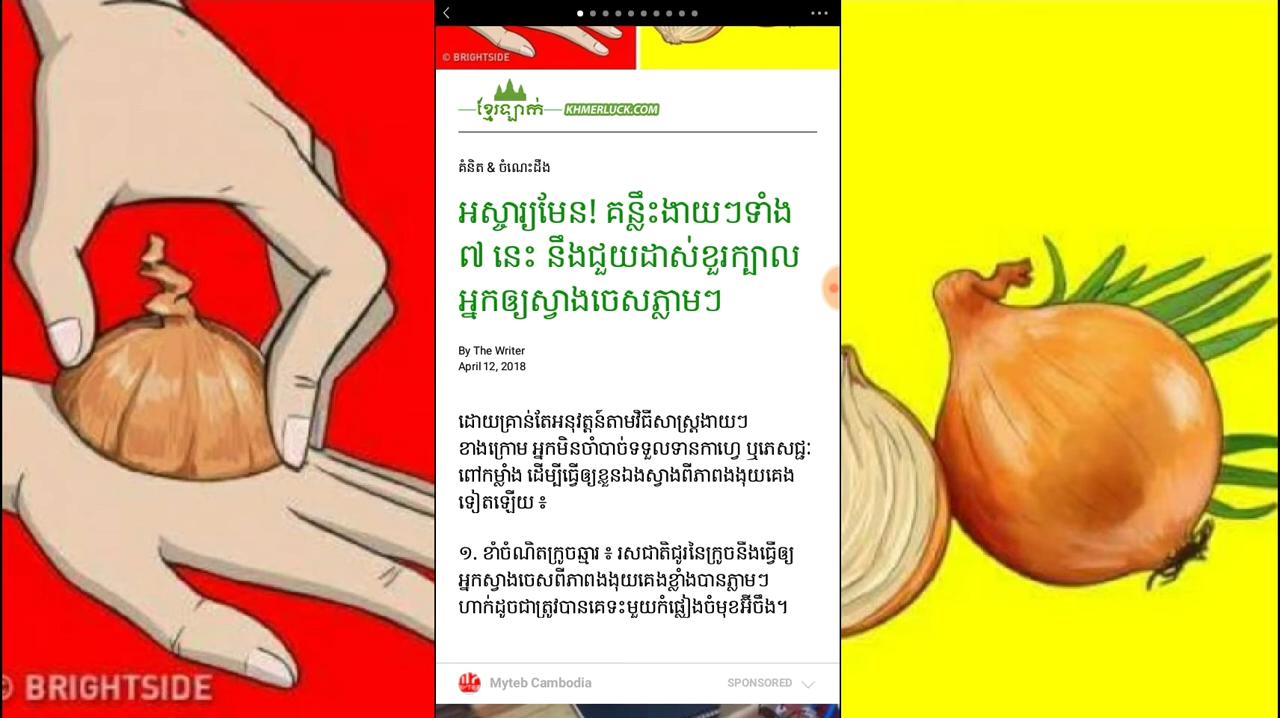 © BRIGHTSIDE
ខ្មែរឡាក់ KHMERLUCK.COM
គំនិត & ចំណេះដឹង
អស្ចារ្យមែន! គន្លឹះងាយៗទាំង
៧ នេះ នឹងជួយដាស់ខួរក្បាល
អ្នកឲ្យស្វាងចេសភ្លាមៗ
By The Writer
April 12, 2018
ដោយគ្រាន់តែអនុវត្តន៍តាមវិធីសាស្ត្រងាយៗ
ខាងក្រោម អ្នកមិនចាំបាច់ទទួលទានកាហ្វេ ឬភេសជ្ជៈ
ពៅកម្លាំង ដើម្បីធ្វើឲ្យខ្លួនឯងស្វាងពីភាពងងុយគេង
ទៀតឡើយ ៖
១. ខាំចំណិតក្រូចឆ្មារ ៖ រសជាតិជូរនៃក្រូចនឹងធ្វើឲ្យ
អ្នកស្វាងចេសពីភាពងងុយគេងខ្លាំងបានភ្លាមៗ
ហាក់ដូចជាត្រូវបានគេទះមួយកំផ្លៀងចំមុខអ៊ីចឹង។
Myteb Cambodia SPONSORED
© BRIGHTSIDE